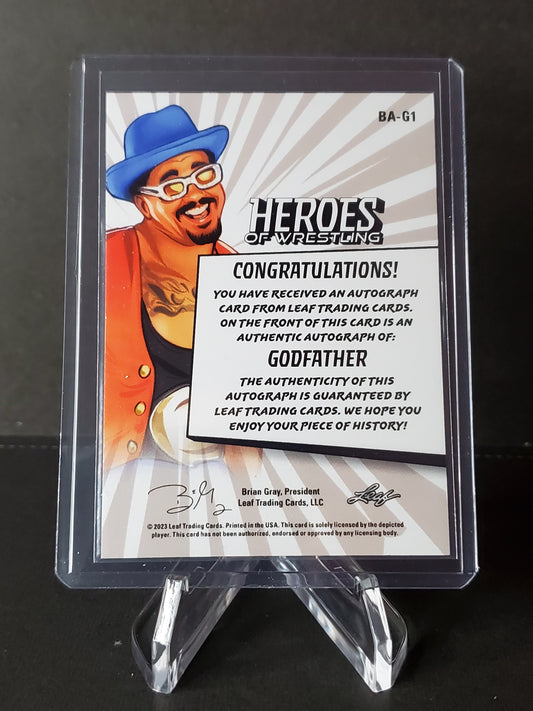 BA-G1
HEROES
OF WRESTLING
CONGRATULATIONS!
YOU HAVE RECEIVED AN AUTOGRAPH
CARD FROM LEAF TRADING CARDS.
ON THE FRONT OF THIS CARD IS AN
AUTHENTIC AUTOGRAPH OF:
GODFATHER
THE AUTHENTICITY OF THIS
AUTOGRAPH IS GUARANTEED BY
LEAF TRADING CARDS. WE HOPE YOU
ENJOY YOUR PIECE OF HISTORY!
Brian Gray, President
Leaf Trading Cards, LLC
Leaf
© 2023 Leaf Trading Cards. Printed in the USA. This card is solely licensed by the depicted
player. This card has not been authorized, endorsed or approved by any licensing body.